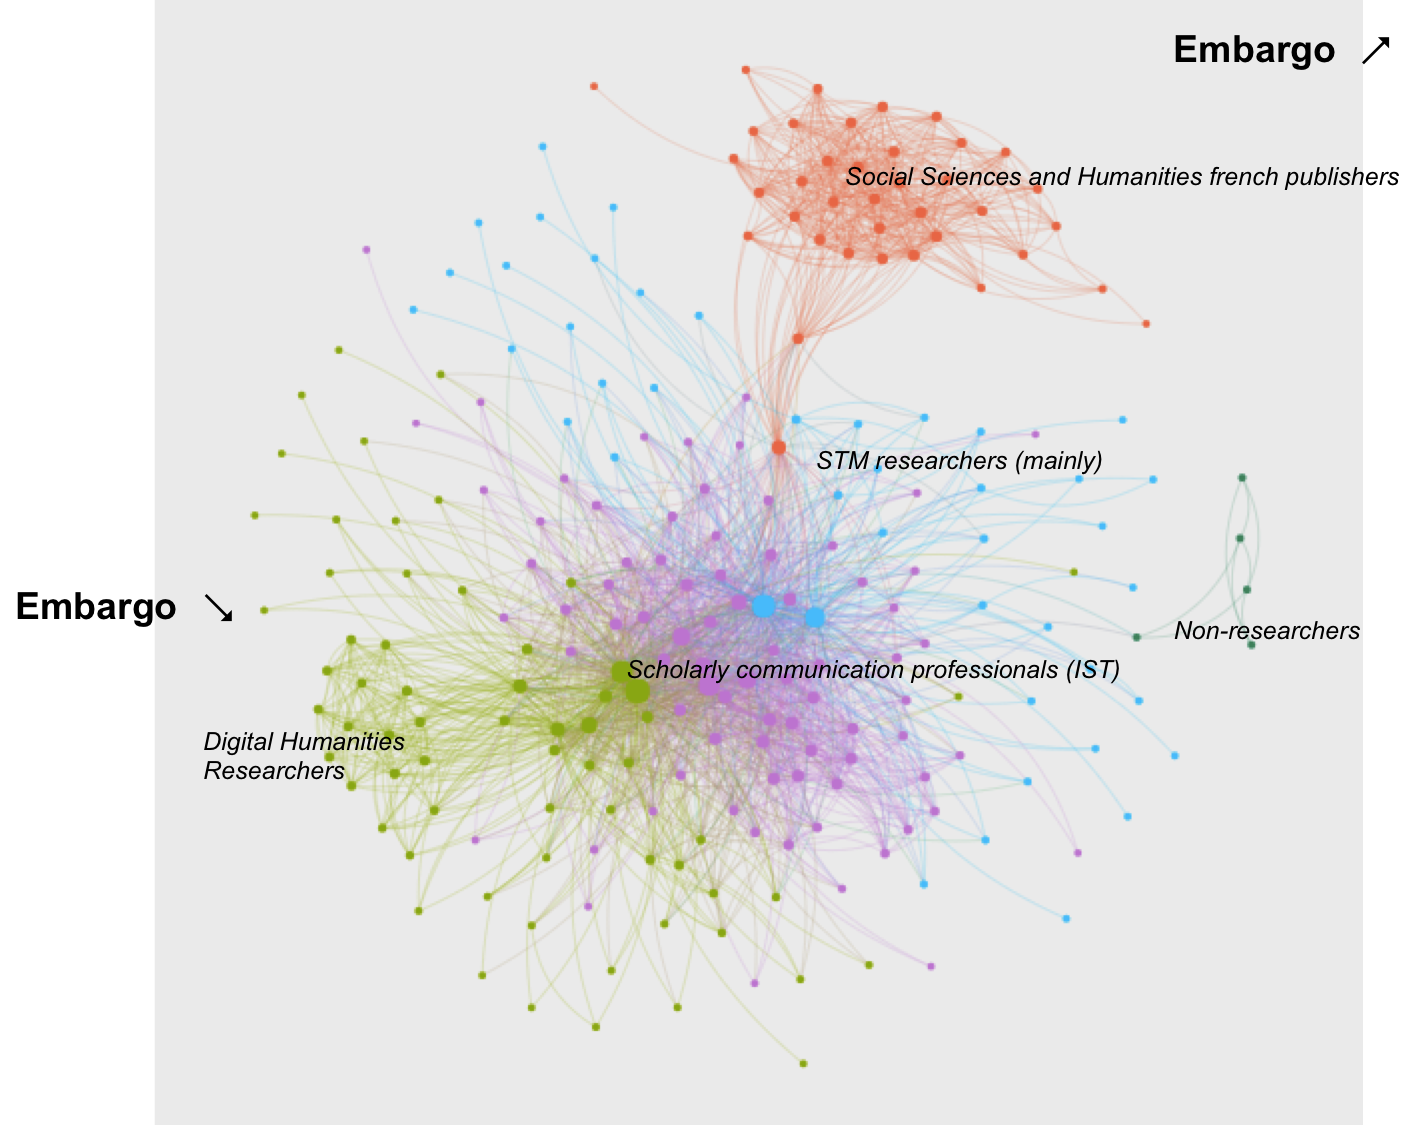 Embargo ↗
Social Sciences and Humanities french publishers
STM researchers (mainly)
Embargo ↘
Non-researchers
Scholarly communication professionals (IST)
Digital Humanities
Researchers